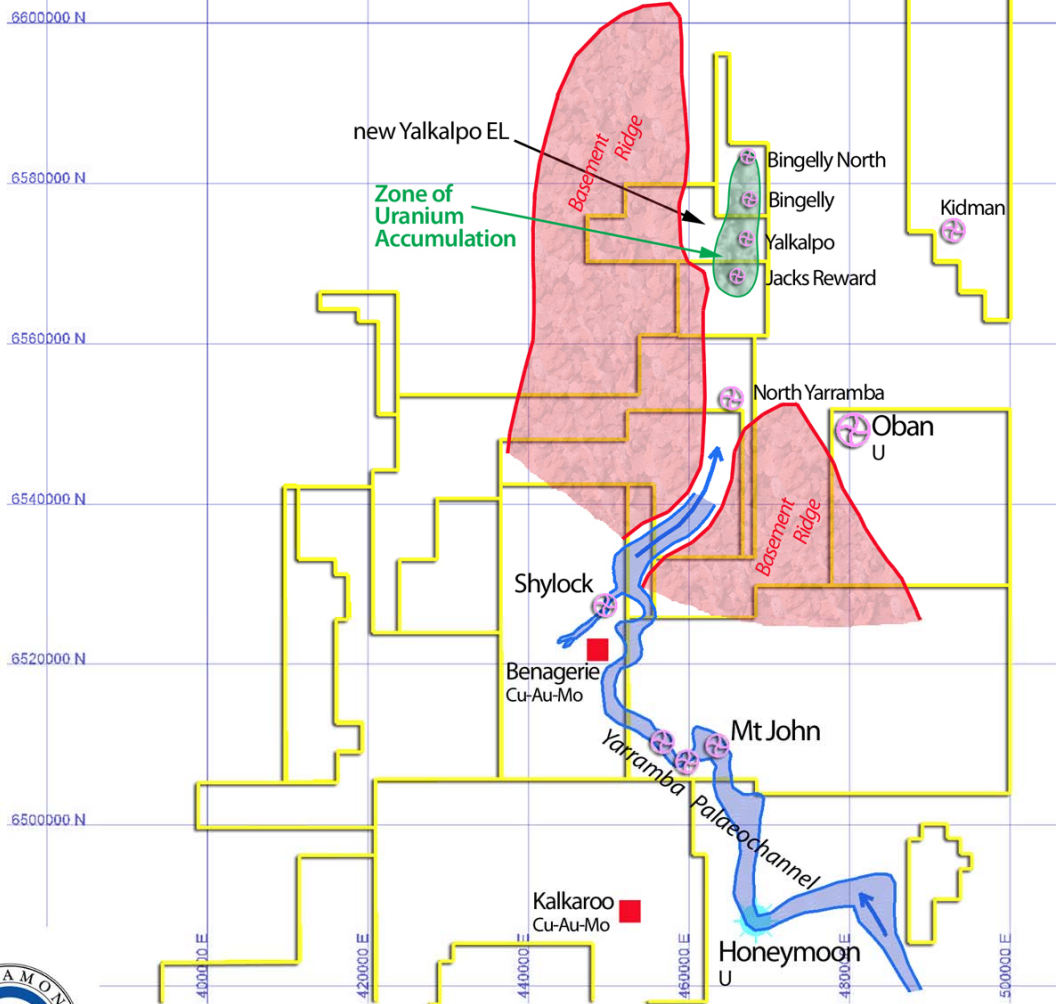 6600000 N
new Yalkalpo EL
Basement
Ridge
Bingelly North
6580000 N
Zone of
Uranium
Accumulation
Bingelly
Kidman
Yalkalpo
Jacks Reward
6560000 N
North Yarramba
Oban
U
6540000 N
Basement
Ridge
Shylock
6520000 N
Benagerie
Cu-Au-Mo
Mt John
Yarramba Palaeochannel
6500000 N
Kalkaroo
Cu-Au-Mo
Honeymoon
U
400000 E
420000 E
440000 E
460000 E
480000 E
500000 E
AMON